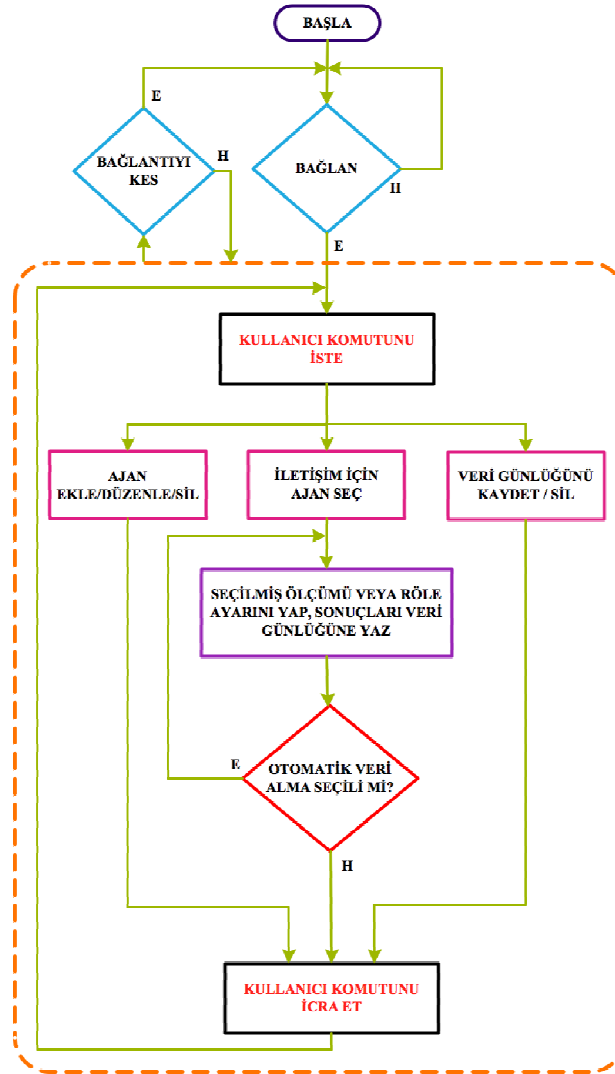 BAŞLA
E
BAĞLANTIYI
KES
H
BAĞLAN
H
E
KULLANICI KOMUTUNU
İSTE
AJAN
EKLE/DÜZENLE/SİL
İLETİŞİM İÇİN
AJAN SEÇ
VERİ GÜNLÜĞÜNÜ
KAYDET / SİL
SEÇİLMİŞ ÖLÇÜMÜ VEYA RÖLE
AYARINI YAP, SONUÇLARI VERİ
GÜNLÜĞÜNE YAZ
E
OTOMATİK VERİ
ALMA SEÇİLİ Mİ?
H
KULLANICI KOMUTUNU
İCRA ET